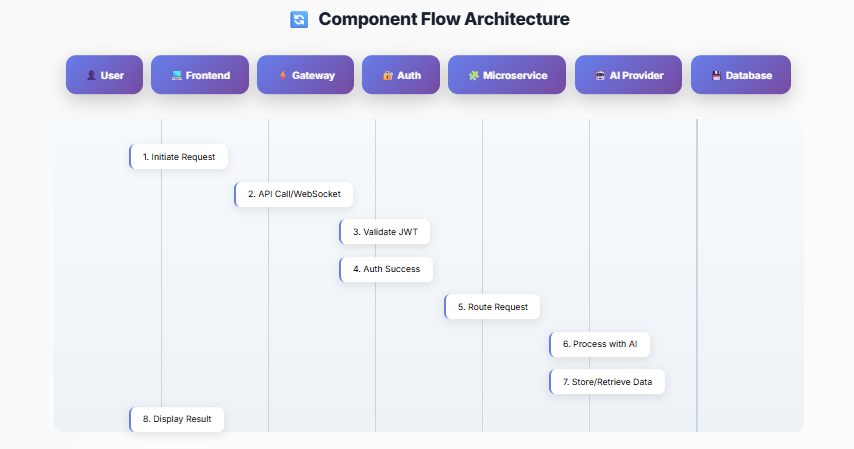 Component Flow Architecture
User
Frontend
Gateway
Auth
Microservice
AI Provider
Database
1. Initiate Request
2. API Call/WebSocket
3. Validate JWT
4. Auth Success
5. Route Request
6. Process with AI
7. Store/Retrieve Data
8. Display Result